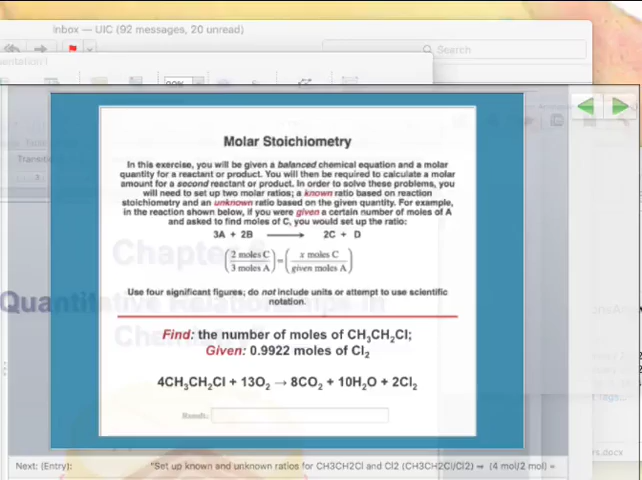 Inbox — UIC (92 messages, 20 unread)
Search
entation1
Transiti
Molar Stoichiometry
In this exercise, you will be given a balanced chemical equation and a molar
quantity for a reactant or product. You will then be required to calculate a molar
amount for a second reactant or product. In order to solve these problems, you
will need to set up two molar ratios; a known ratio based on reaction
stoichiometry and an unknown ratio based on the given quantity. For example,
in the reaction shown below, if you were given a certain number of moles of A
and asked to find moles of C, you would set up the ratio:
3A + 2B ⟶ 2C + D
(2 moles C / 3 moles A) = (x moles C / given moles A)
Chapter
Use four significant figures; do not include units or attempt to use scientific
notation.
Quantitative Relationships in
Chem
Find: the number of moles of CH₃CH₂Cl;
Given: 0.9922 moles of Cl₂
4CH₃CH₂Cl + 13O₂ → 8CO₂ + 10H₂O + 2Cl₂
Result:
rs.docx
Next: (Entry): "Set up known and unknown ratios for CH3CH2Cl and Cl2 (CH3CH2Cl/Cl2) ⇒ (4 mol/2 mol) =